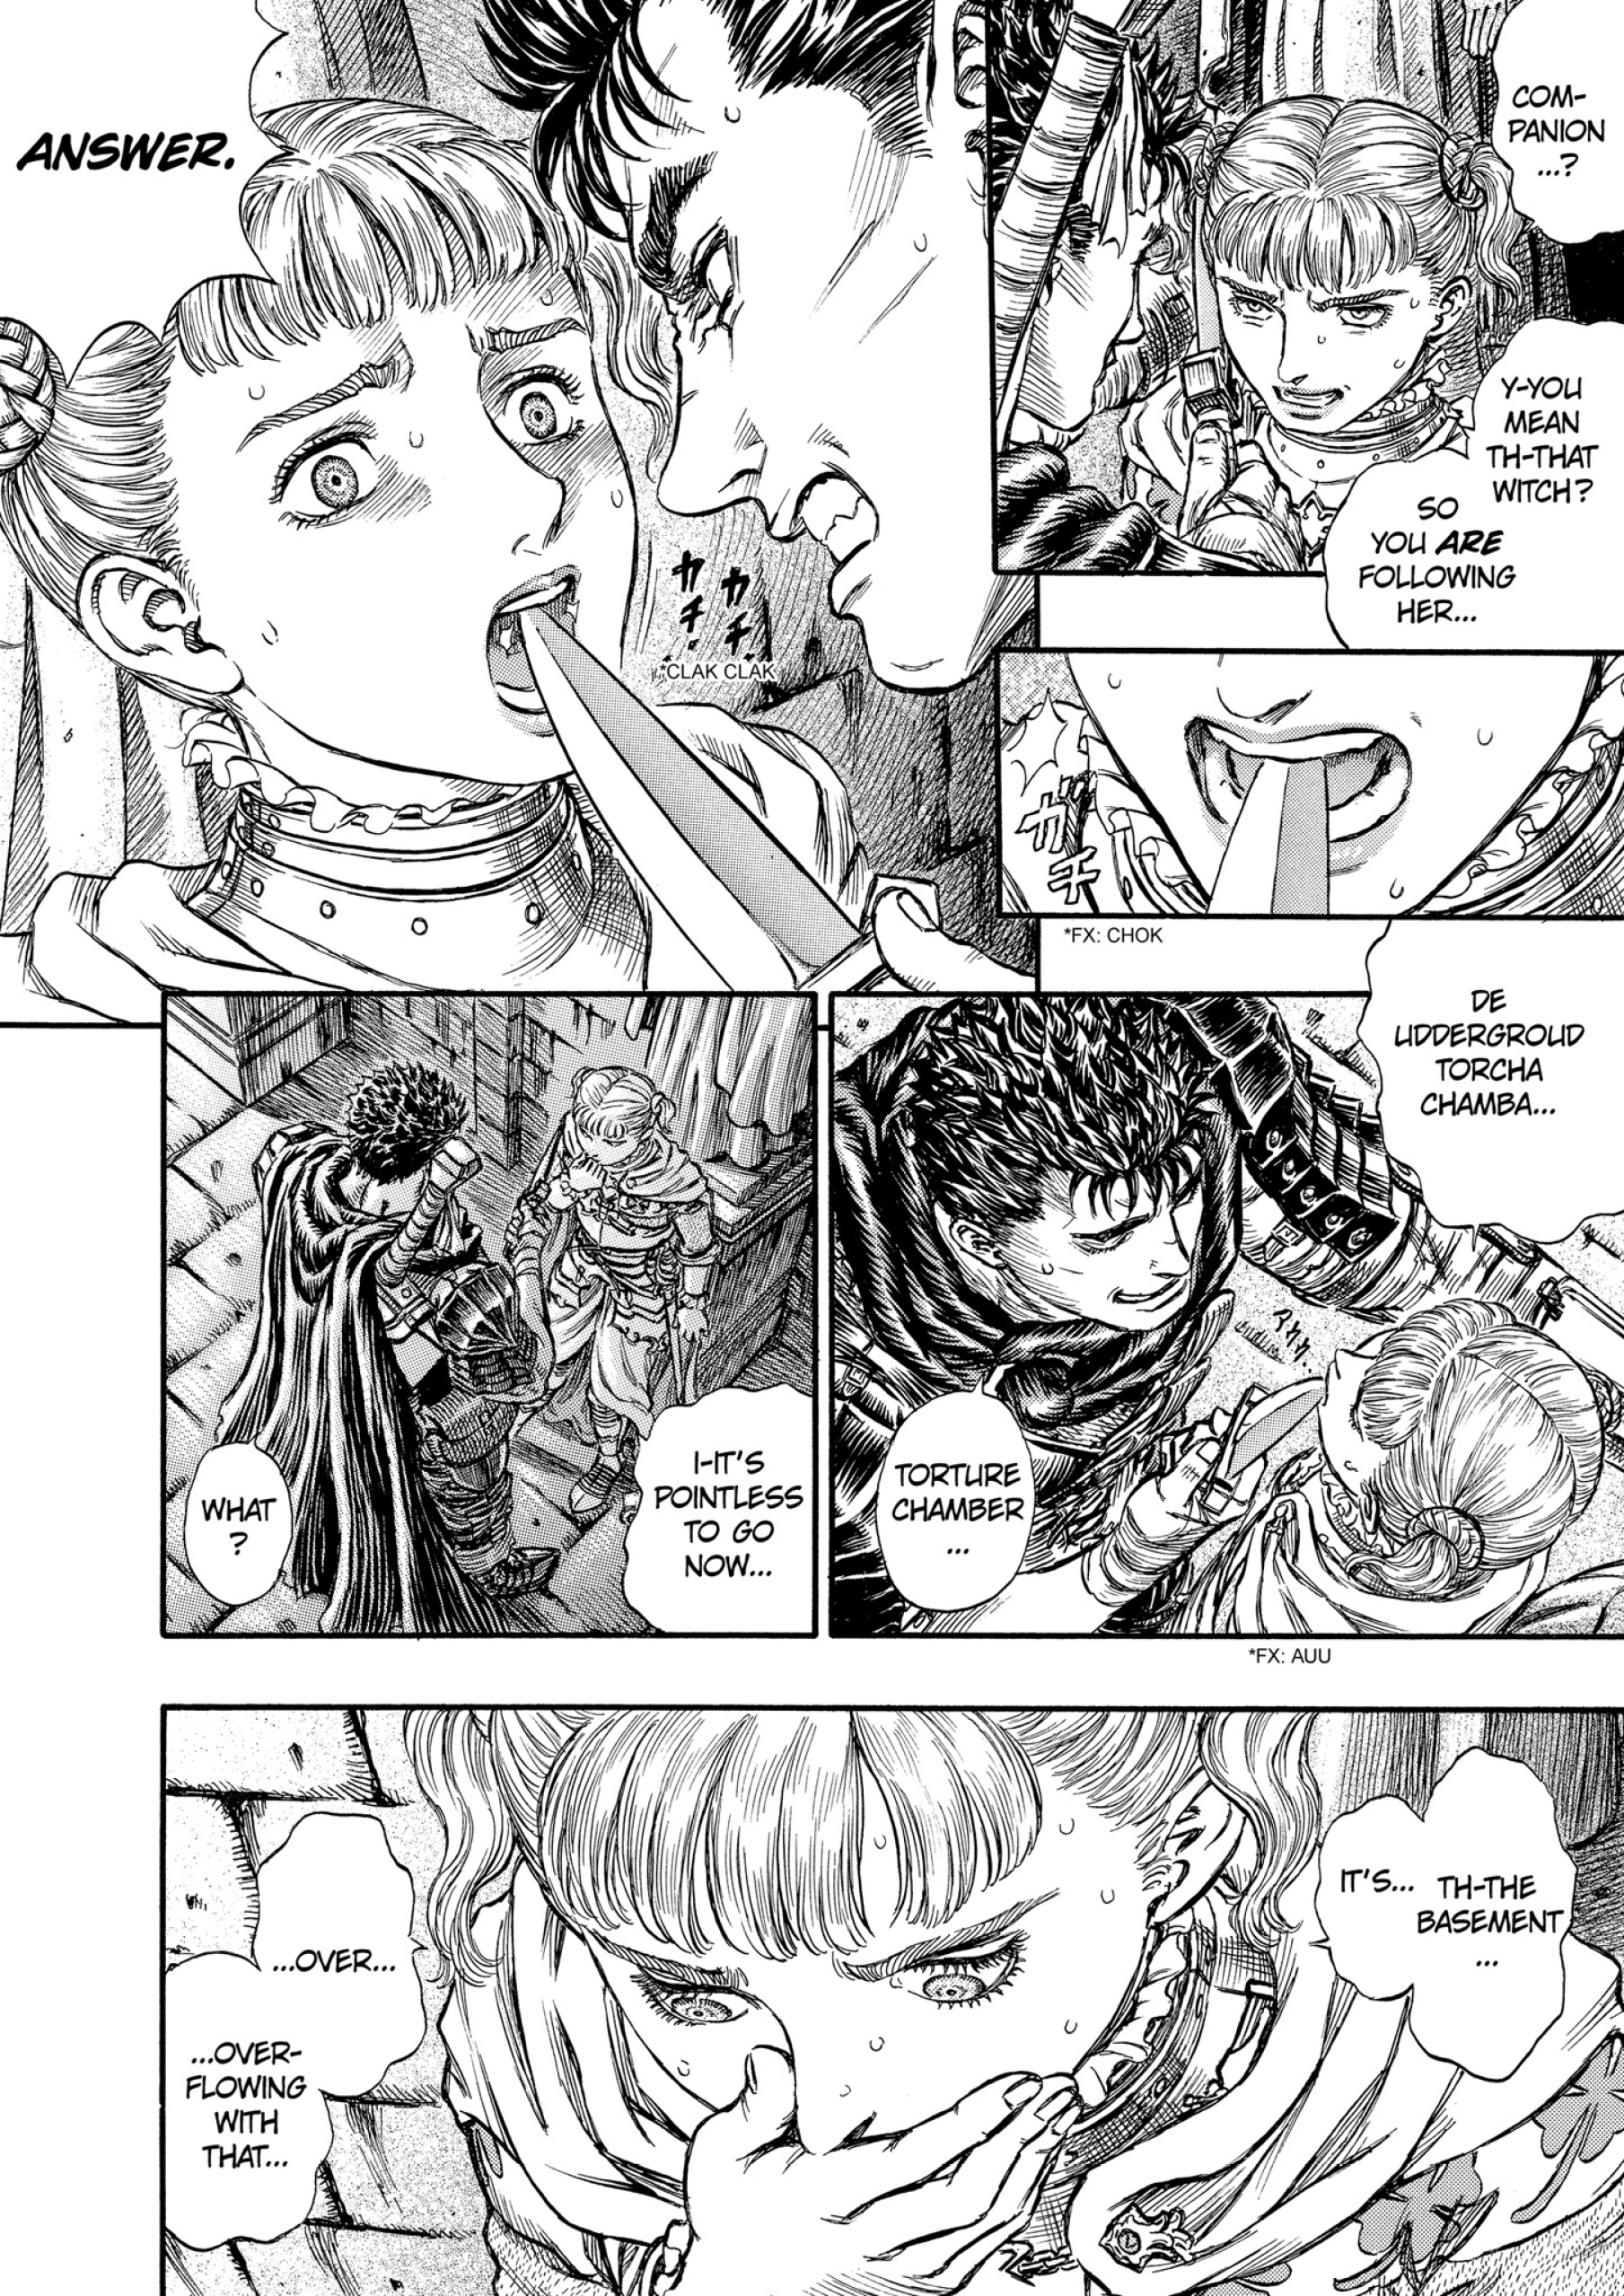 COM-
PANION
...?
Y-YOU
MEAN
TH-THAT
WITCH?
SO
YOU ARE
FOLLOWING
HER...
ガチ
*FX: CHOK
ANSWER.
カチ
カチ
*CLAK CLAK
DE
UDDERGROUD
TORCHA
CHAMBA...
TORTURE
CHAMBER
...
*FX: AUU
I-IT'S
POINTLESS
TO GO
NOW...
WHAT
?
TH-THE
BASEMENT
...
IT'S...
...OVER...
...OVER-
FLOWING
WITH
THAT...